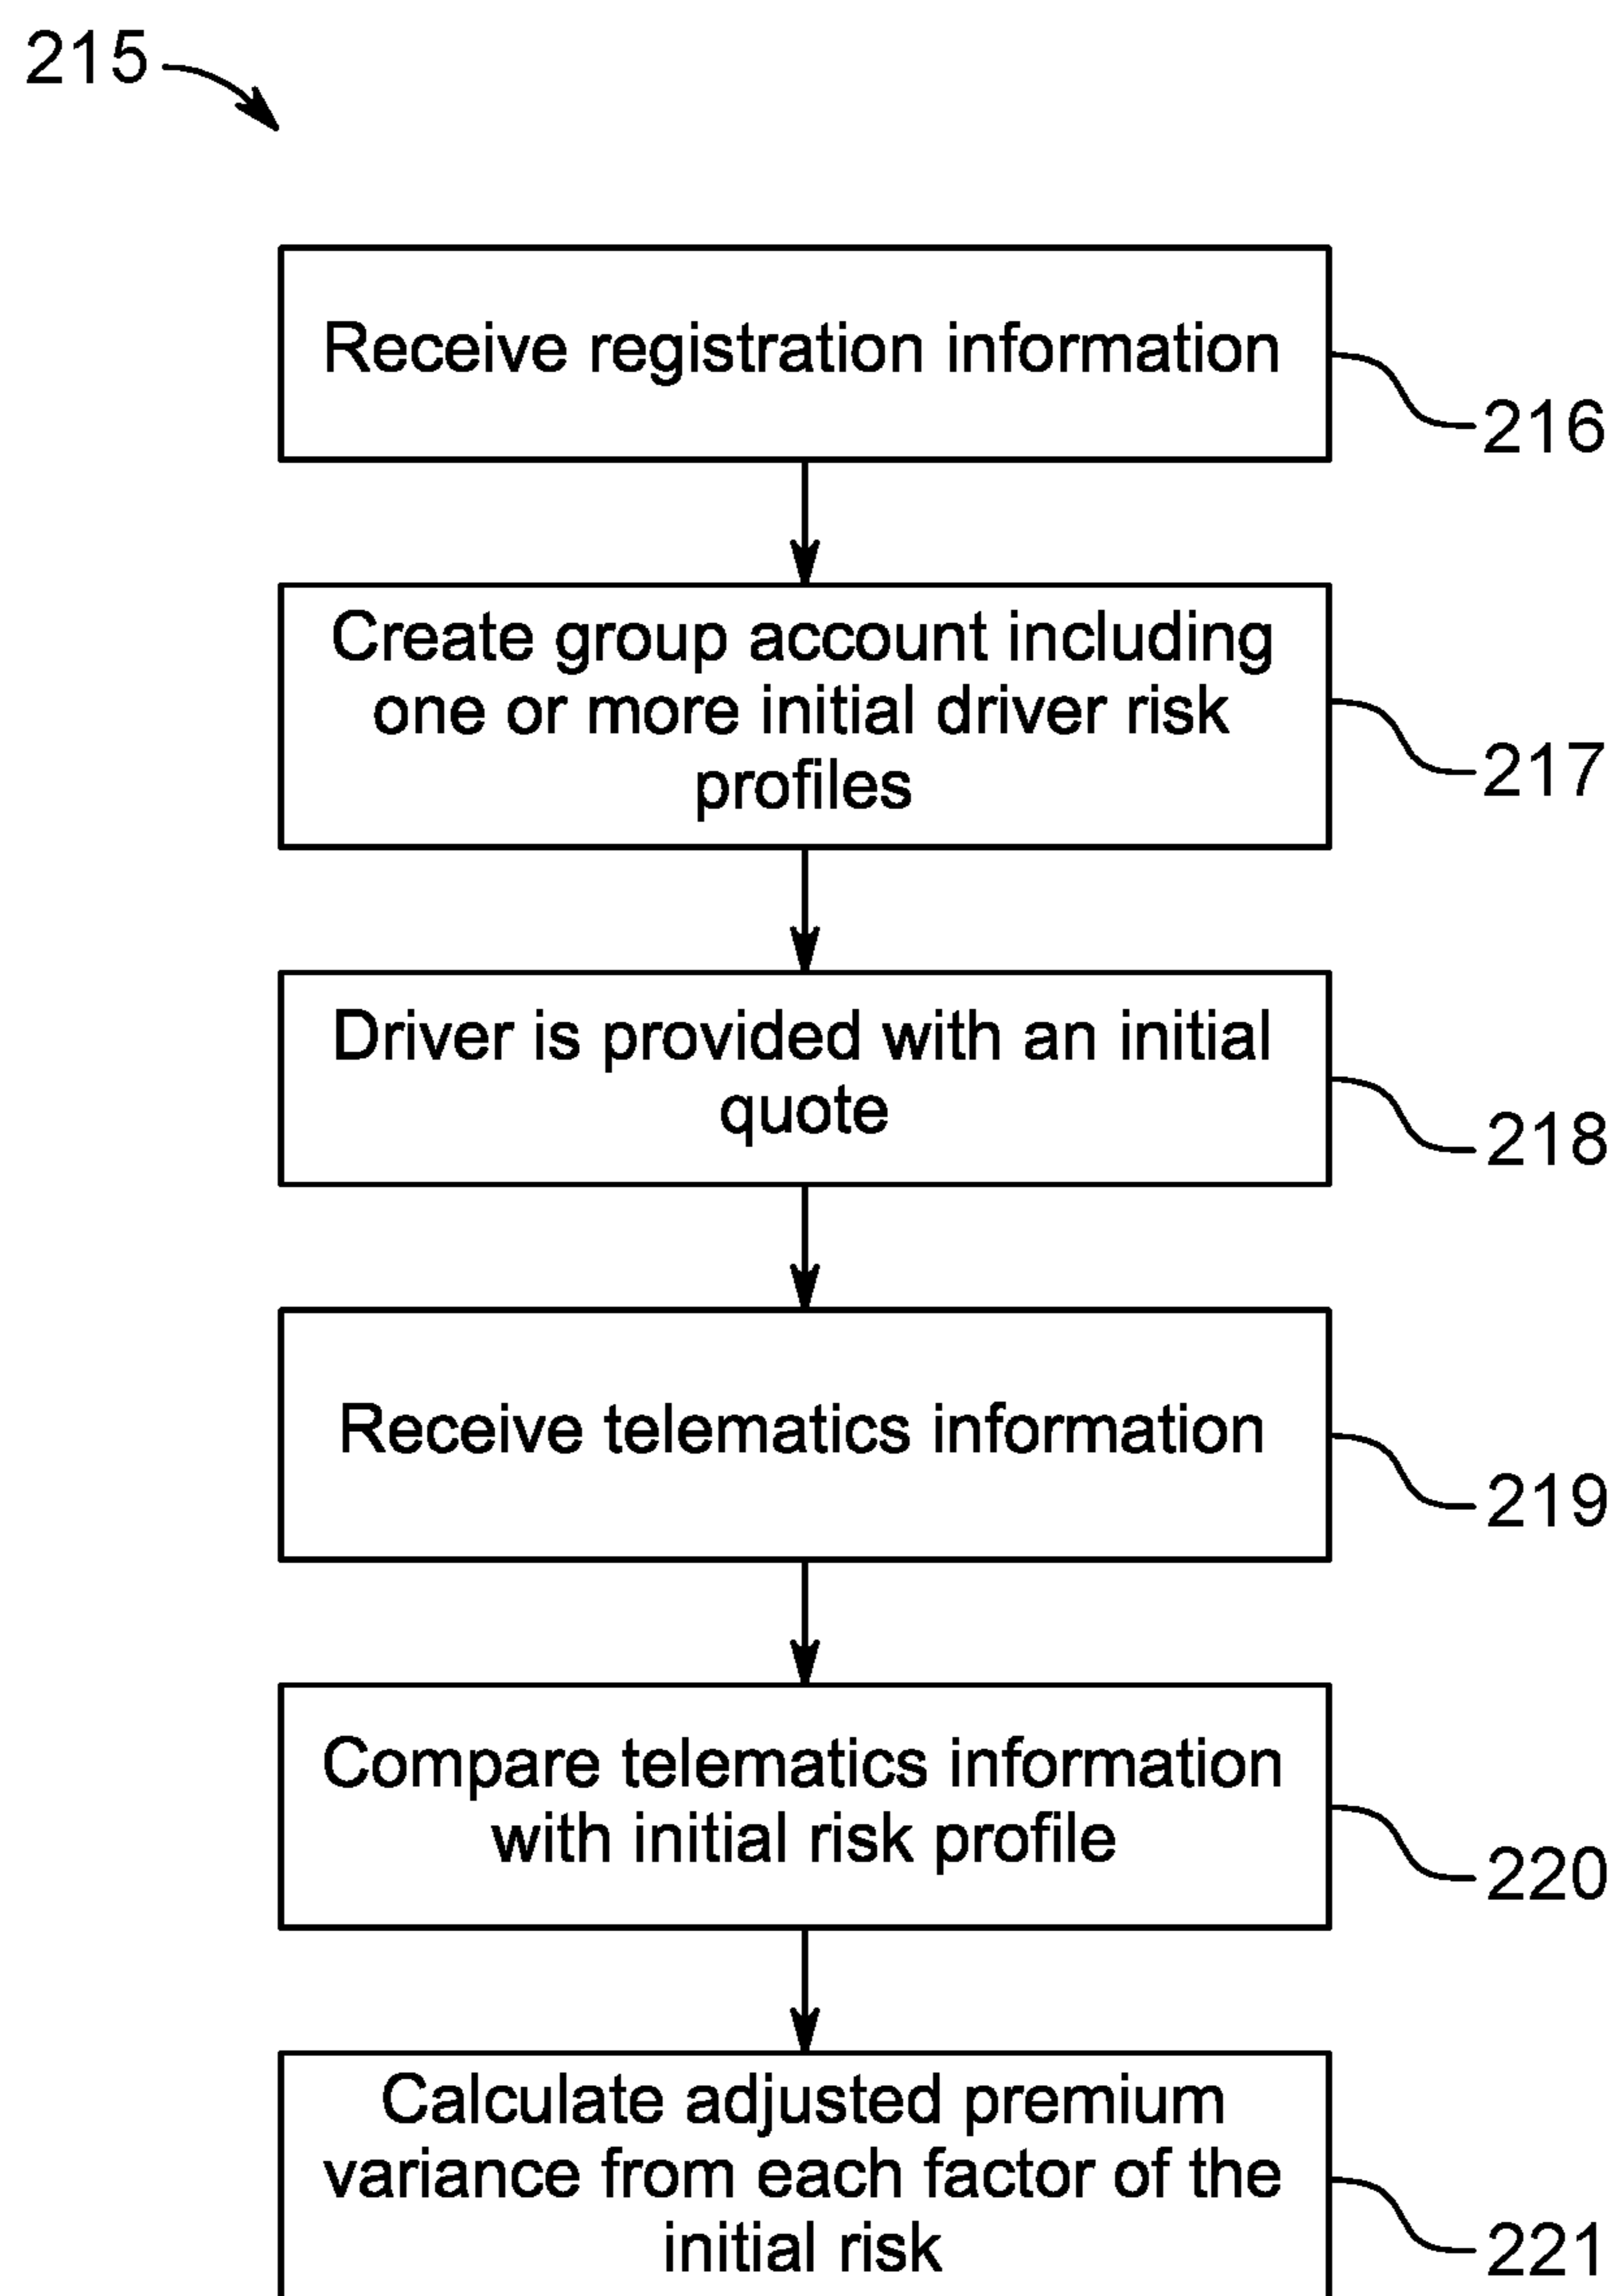 215
Receive registration information
216
Create group account including
one or more initial driver risk
profiles
217
Driver is provided with an initial
quote
218
Receive telematics information
219
Compare telematics information
with initial risk profile
220
Calculate adjusted premium
variance from each factor of the
initial risk
221